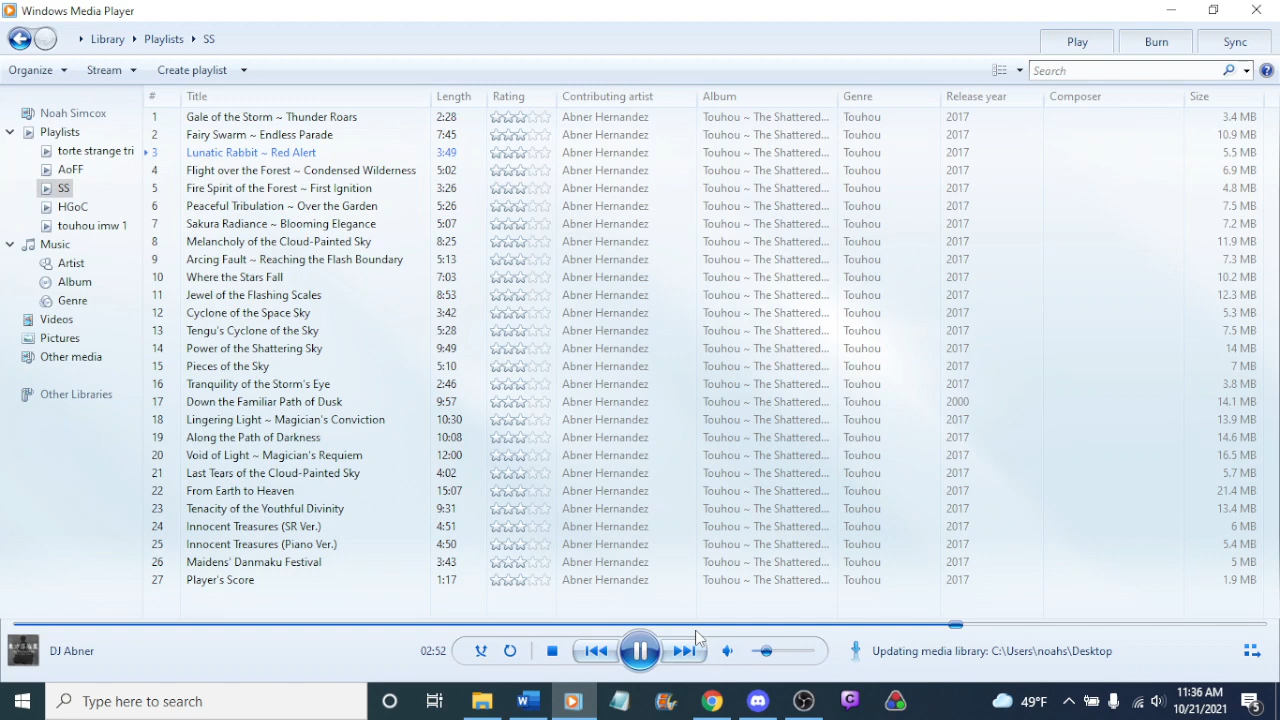 Windows Media Player
Library Playlists SS
Play Burn Sync
Organize Stream Create playlist
Search
Noah Simcox
Playlists
torte strange tri
AoFF
SS
HGoC
touhou imw 1
Music
Artist
Album
Genre
Videos
Pictures
Other media
Other Libraries
# Title Length Rating Contributing artist Album Genre Release year Composer Size
1 Gale of the Storm ~ Thunder Roars 2:28 Abner Hernandez Touhou ~ The Shattered... Touhou 2017 3.4 MB
2 Fairy Swarm ~ Endless Parade 7:45 Abner Hernandez Touhou ~ The Shattered... Touhou 2017 10.9 MB
3 Lunatic Rabbit ~ Red Alert 3:49 Abner Hernandez Touhou ~ The Shattered... Touhou 2017 5.5 MB
4 Flight over the Forest ~ Condensed Wilderness 5:02 Abner Hernandez Touhou ~ The Shattered... Touhou 2017 6.9 MB
5 Fire Spirit of the Forest ~ First Ignition 3:26 Abner Hernandez Touhou ~ The Shattered... Touhou 2017 4.8 MB
6 Peaceful Tribulation ~ Over the Garden 5:26 Abner Hernandez Touhou ~ The Shattered... Touhou 2017 7.5 MB
7 Sakura Radiance ~ Blooming Elegance 5:07 Abner Hernandez Touhou ~ The Shattered... Touhou 2017 7.2 MB
8 Melancholy of the Cloud-Painted Sky 8:25 Abner Hernandez Touhou ~ The Shattered... Touhou 2017 11.9 MB
9 Arcing Fault ~ Reaching the Flash Boundary 5:13 Abner Hernandez Touhou ~ The Shattered... Touhou 2017 7.3 MB
10 Where the Stars Fall 7:03 Abner Hernandez Touhou ~ The Shattered... Touhou 2017 10.2 MB
11 Jewel of the Flashing Scales 8:53 Abner Hernandez Touhou ~ The Shattered... Touhou 2017 12.3 MB
12 Cyclone of the Space Sky 3:42 Abner Hernandez Touhou ~ The Shattered... Touhou 2017 5.3 MB
13 Tengu's Cyclone of the Sky 5:28 Abner Hernandez Touhou ~ The Shattered... Touhou 2017 7.5 MB
14 Power of the Shattering Sky 9:49 Abner Hernandez Touhou ~ The Shattered... Touhou 2017 14 MB
15 Pieces of the Sky 5:10 Abner Hernandez Touhou ~ The Shattered... Touhou 2017 7 MB
16 Tranquility of the Storm's Eye 2:46 Abner Hernandez Touhou ~ The Shattered... Touhou 2017 3.8 MB
17 Down the Familiar Path of Dusk 9:57 Abner Hernandez Touhou ~ The Shattered... Touhou 2000 14.1 MB
18 Lingering Light ~ Magician's Conviction 10:30 Abner Hernandez Touhou ~ The Shattered... Touhou 2017 13.9 MB
19 Along the Path of Darkness 10:08 Abner Hernandez Touhou ~ The Shattered... Touhou 2017 14.6 MB
20 Void of Light ~ Magician's Requiem 12:00 Abner Hernandez Touhou ~ The Shattered... Touhou 2017 16.5 MB
21 Last Tears of the Cloud-Painted Sky 4:02 Abner Hernandez Touhou ~ The Shattered... Touhou 2017 5.7 MB
22 From Earth to Heaven 15:07 Abner Hernandez Touhou ~ The Shattered... Touhou 2017 21.4 MB
23 Tenacity of the Youthful Divinity 9:31 Abner Hernandez Touhou ~ The Shattered... Touhou 2017 13.4 MB
24 Innocent Treasures (SR Ver.) 4:51 Abner Hernandez Touhou ~ The Shattered... Touhou 2017 6 MB
25 Innocent Treasures (Piano Ver.) 4:50 Abner Hernandez Touhou ~ The Shattered... Touhou 2017 5.4 MB
26 Maidens' Danmaku Festival 3:43 Abner Hernandez Touhou ~ The Shattered... Touhou 2017 5 MB
27 Player's Score 1:17 Abner Hernandez Touhou ~ The Shattered... Touhou 2017 1.9 MB
DJ Abner 02:52 Updating media library: C:\Users\noahs\Desktop
Type here to search
49°F
11:36 AM
10/21/2021
5